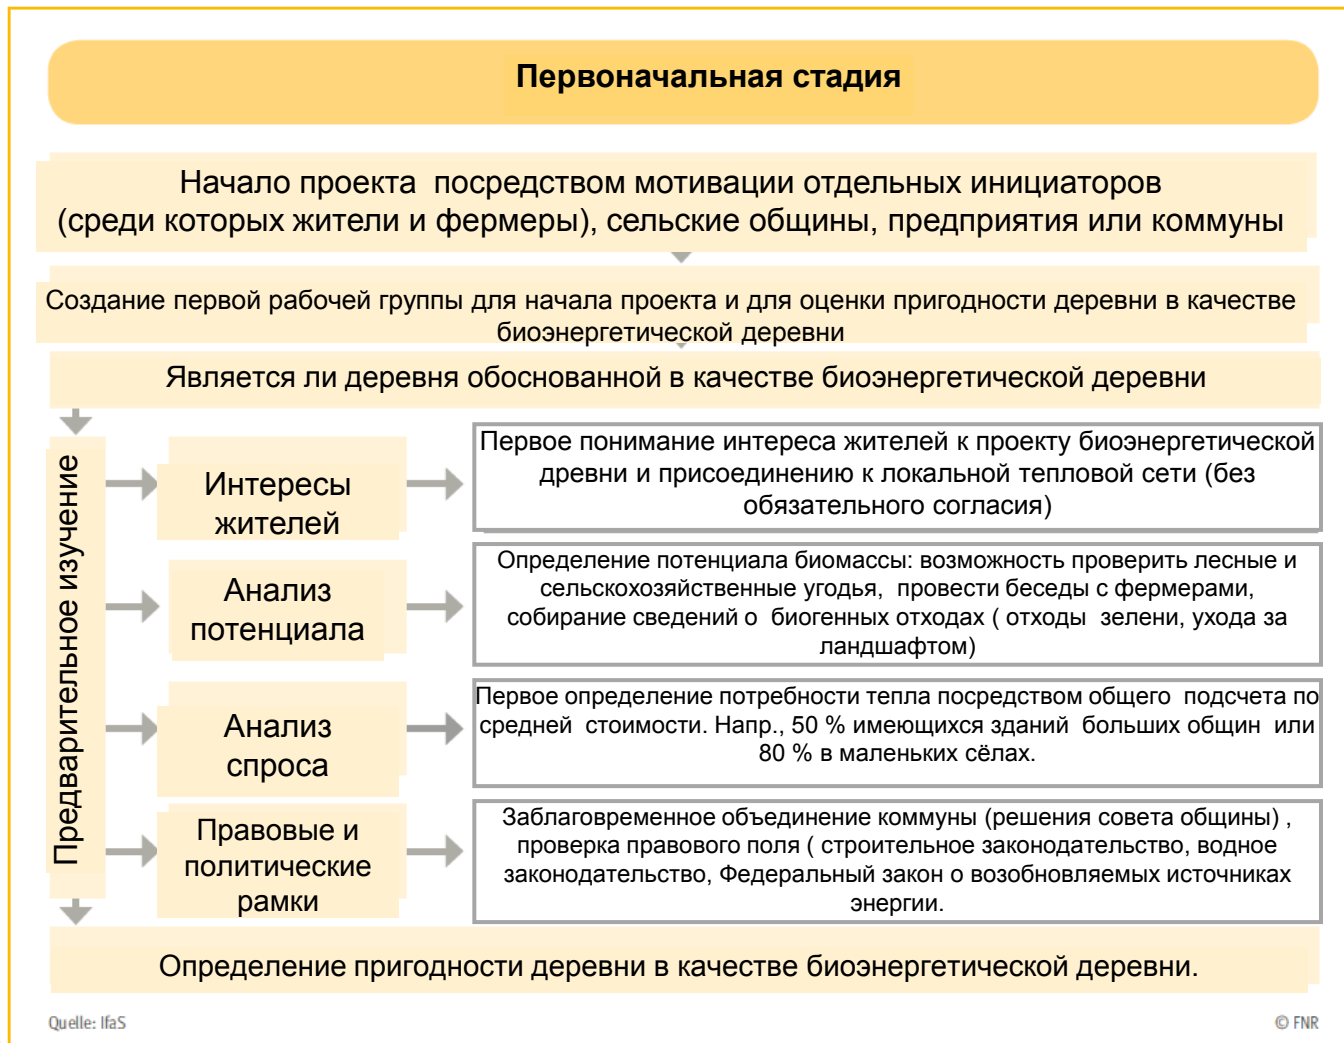 Первоначальная стадия
Начало проекта посредством мотивации отдельных инициаторов
(среди которых жители и фермеры), сельские общины, предприятия или коммуны
Создание первой рабочей группы для начала проекта и для оценки пригодности деревни в качестве
биоэнергетической деревни
Является ли деревня обоснованной в качестве биоэнергетической деревни
Предварительное изучение
Интересы
жителей
Первое понимание интереса жителей к проекту биоэнергетической
древни и присоединению к локальной тепловой сети (без
обязательного согласия)
Анализ
потенциала
Определение потенциала биомассы: возможность проверить лесные и
сельскохозяйственные угодья, провести беседы с фермерами,
собирание сведений о биогенных отходах ( отходы зелени, ухода за
ландшафтом)
Анализ
спроса
Первое определение потребности тепла посредством общего подсчета по
средней стоимости. Напр., 50 % имеющихся зданий больших общин или
80 % в маленьких сёлах.
Правовые и
политические
рамки
Заблаговременное объединение коммуны (решения совета общины) ,
проверка правового поля ( строительное законодательство, водное
законодательство, Федеральный закон о возобновляемых источниках
энергии.
Определение пригодности деревни в качестве биоэнергетической деревни.
Quelle: IfaS
© FNR